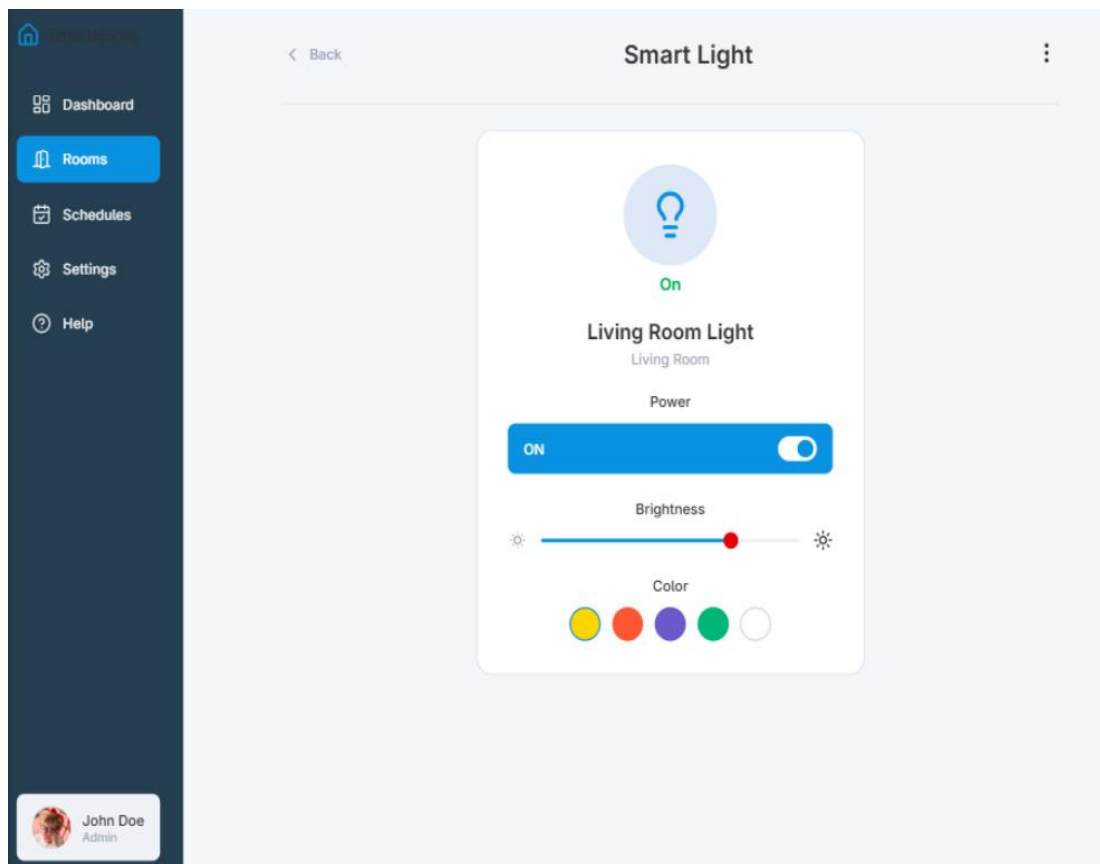 SmartHome
Dashboard
Rooms
Schedules
Settings
Help
John Doe
Admin
Back
Smart Light
On
Living Room Light
Living Room
Power
ON
Brightness
Color